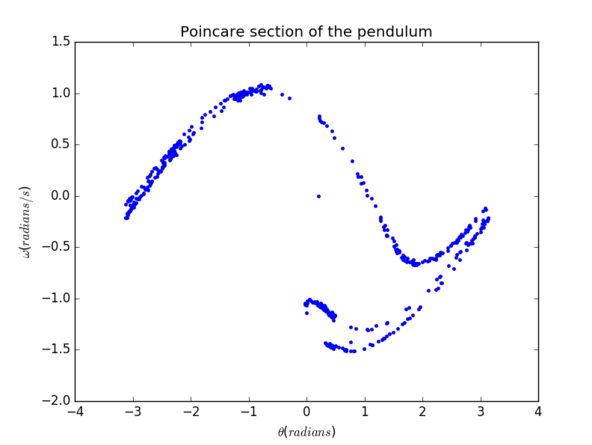 Poincare section of the pendulum
1.5
1.0
0.5
0.0
−0.5
−1.0
−1.5
−2.0
ω(radians/s)
−4 −3 −2 −1 0 1 2 3 4
θ(radians)